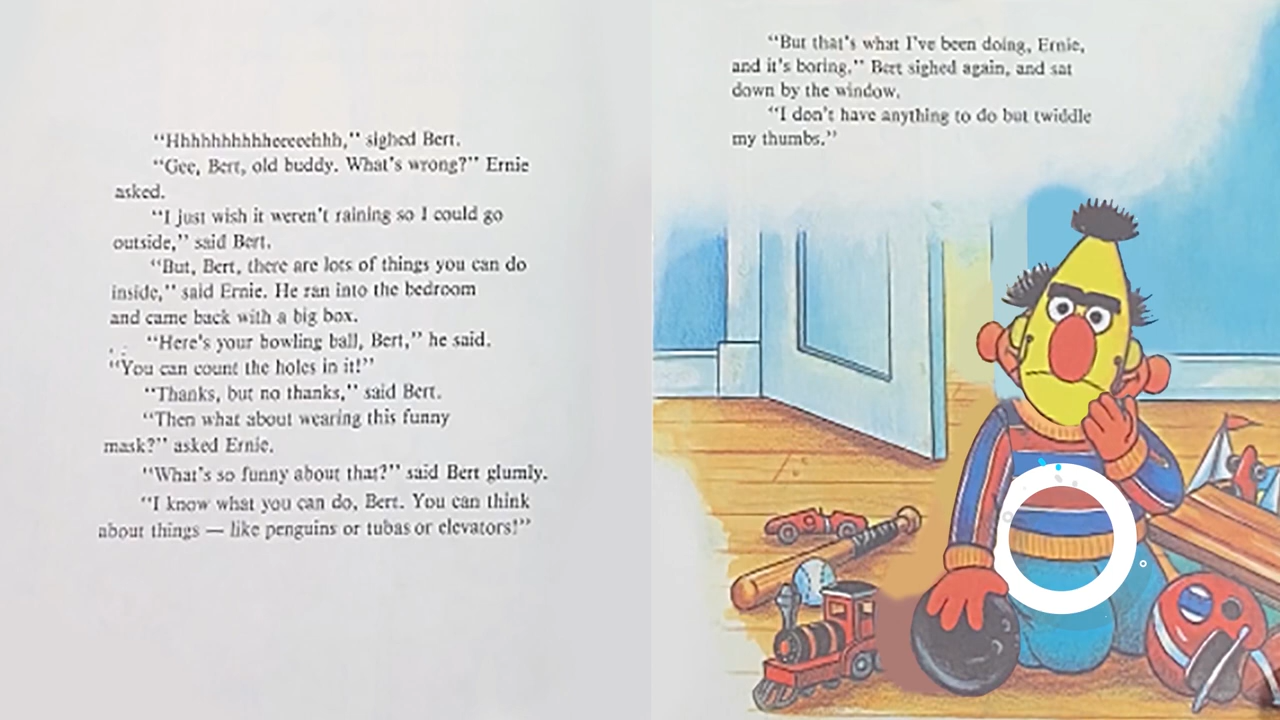 “Hhhhhhhhhheeeeehhh,” sighed Bert.
“Gee, Bert, old buddy. What’s wrong?” Ernie
asked.
“I just wish it weren’t raining so I could go
outside,” said Bert.
“But, Bert, there are lots of things you can do
inside,” said Ernie. He ran into the bedroom
and came back with a big box.
“Here’s your bowling ball, Bert,” he said.
“You can count the holes in it!”
“Thanks, but no thanks,” said Bert.
“Then what about wearing this funny
mask?” asked Ernie.
“What’s so funny about that?” said Bert glumly.
“I know what you can do, Bert. You can think
about things — like penguins or tubas or elevators!”
“But that’s what I’ve been doing, Ernie,
and it’s boring.” Bert sighed again, and sat
down by the window.
“I don’t have anything to do but twiddle
my thumbs.”
9